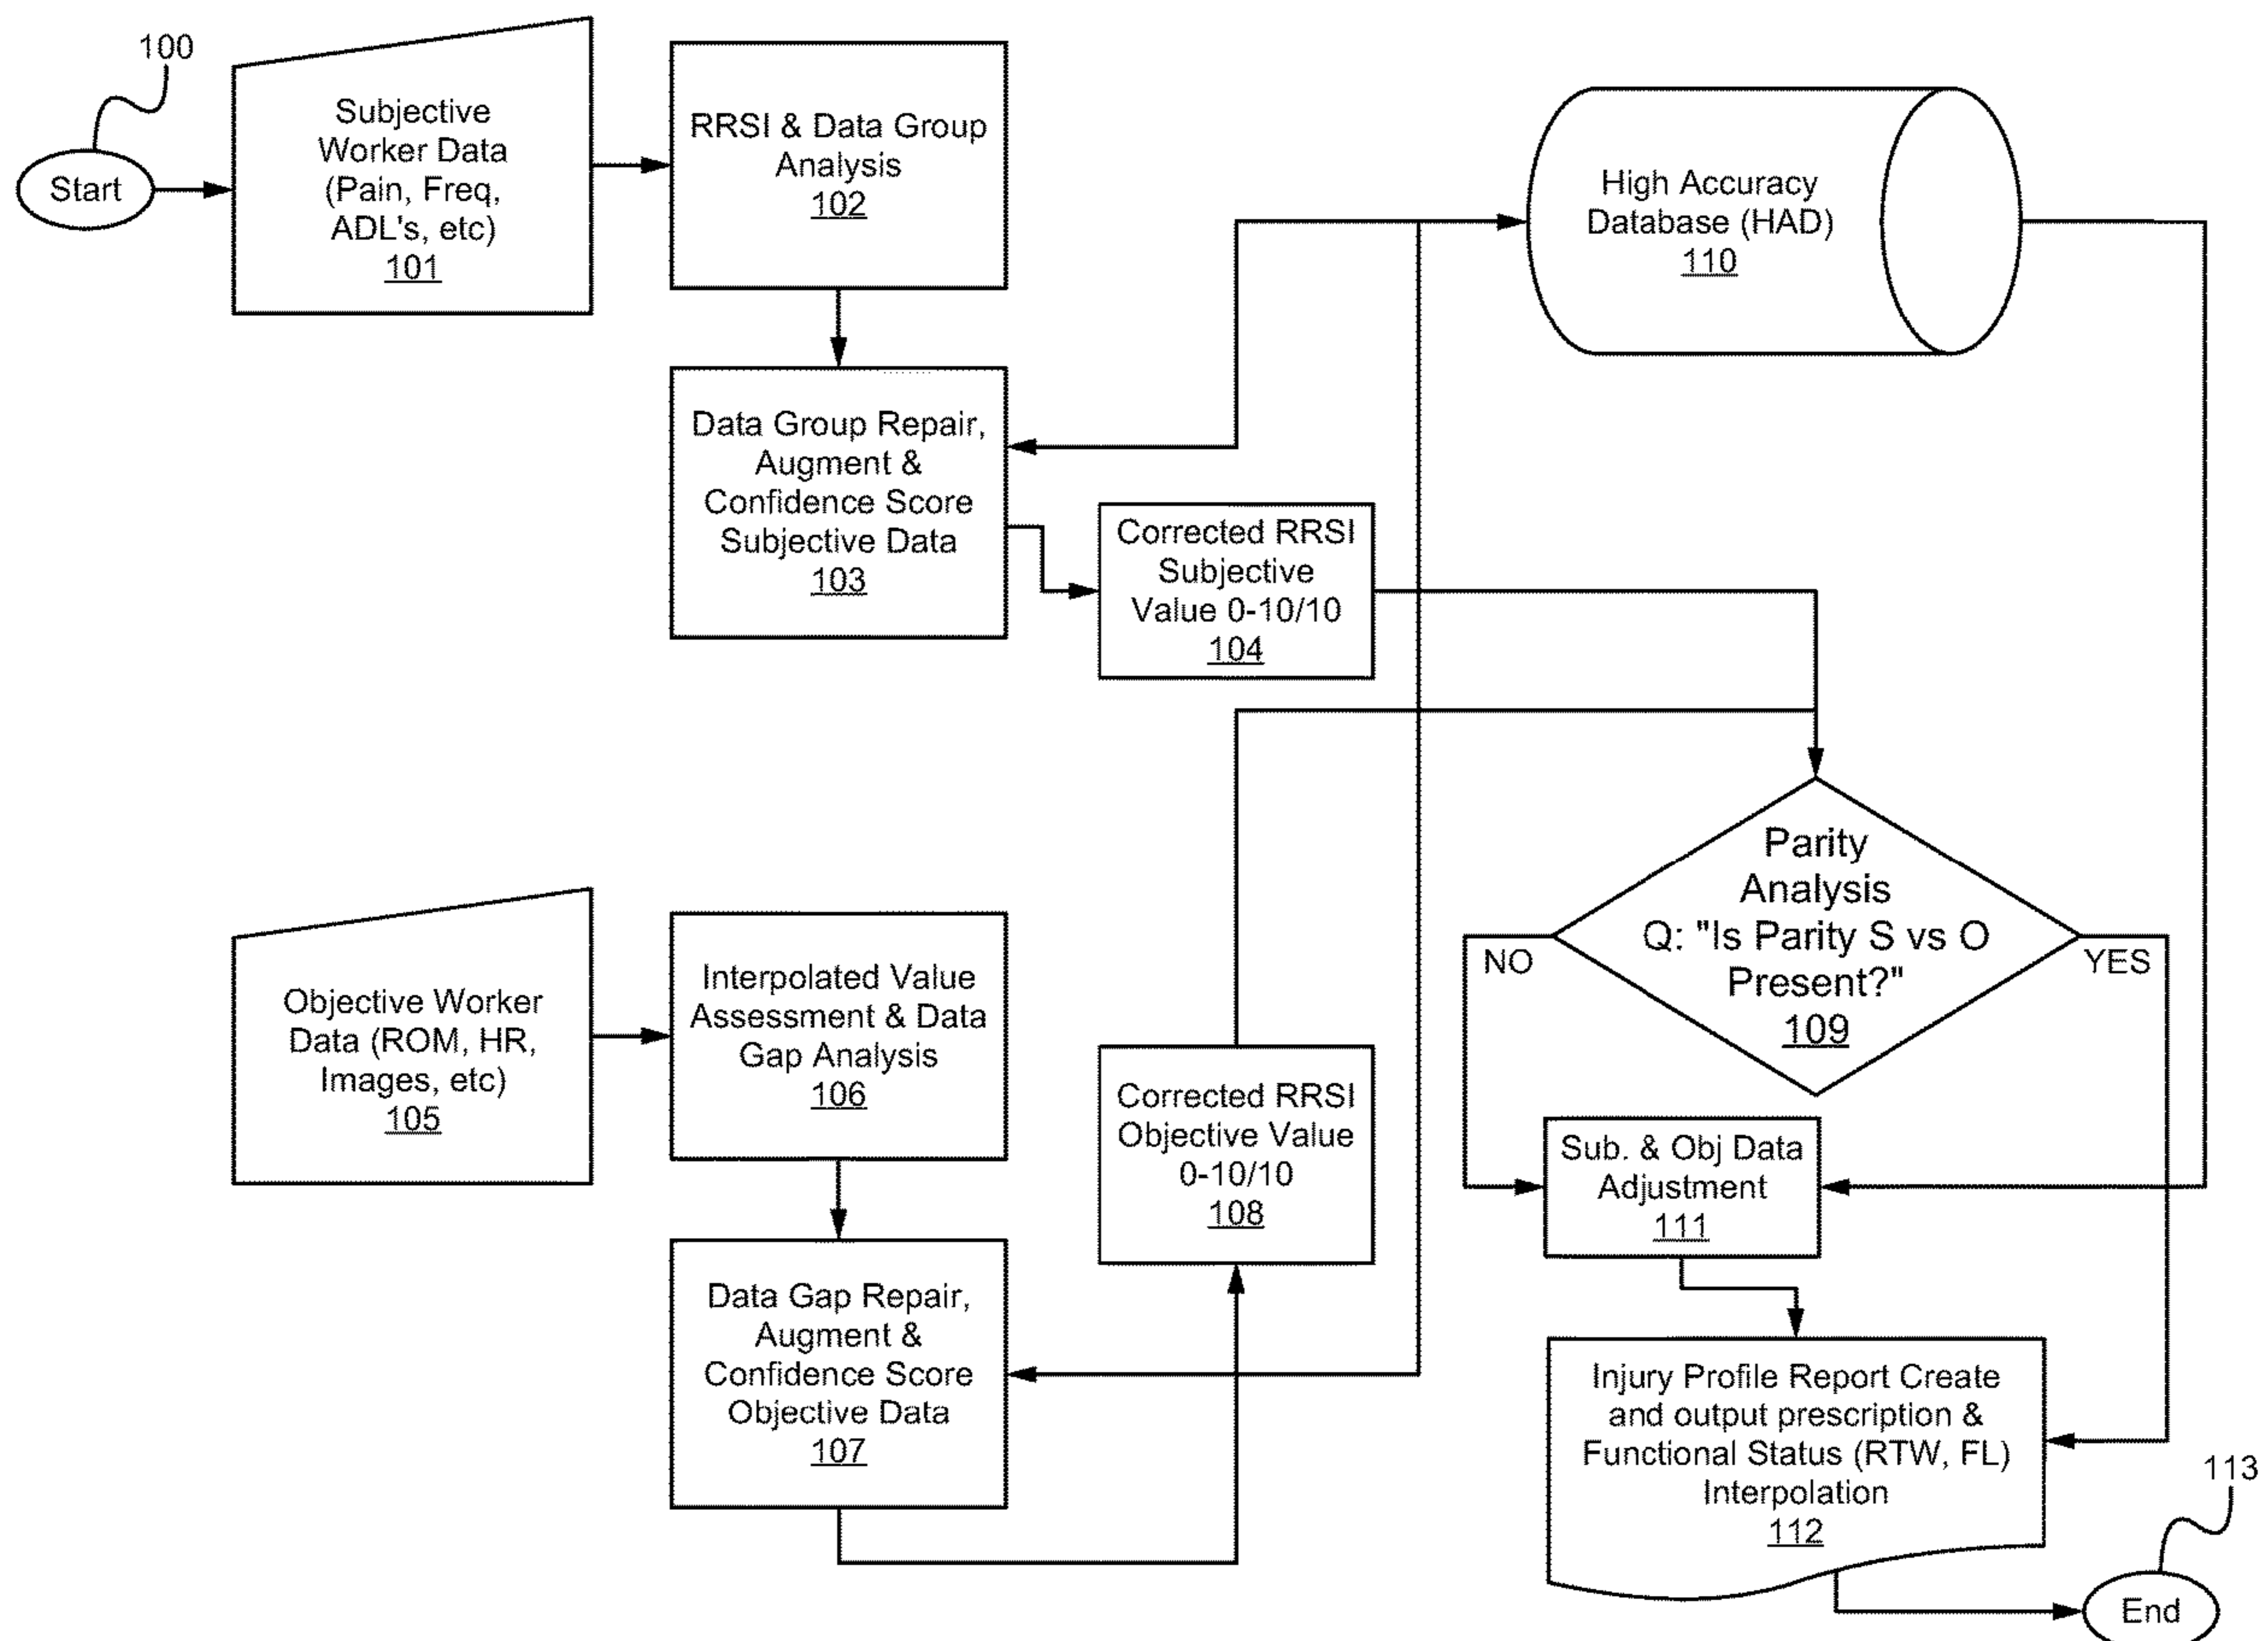 100
Start
Subjective
Worker Data
(Pain, Freq,
ADL's, etc)
101
RRSI & Data Group
Analysis
102
High Accuracy
Database (HAD)
110
Data Group Repair,
Augment &
Confidence Score
Subjective Data
103
Corrected RRSI
Subjective
Value 0-10/10
104
Objective Worker
Data (ROM, HR,
Images, etc)
105
Interpolated Value
Assessment & Data
Gap Analysis
106
Data Gap Repair,
Augment &
Confidence Score
Objective Data
107
Corrected RRSI
Objective Value
0-10/10
108
Parity
Analysis
Q: "Is Parity S vs O
Present?"
109
NO
YES
Sub. & Obj Data
Adjustment
111
Injury Profile Report Create
and output prescription &
Functional Status (RTW, FL)
Interpolation
112
113
End